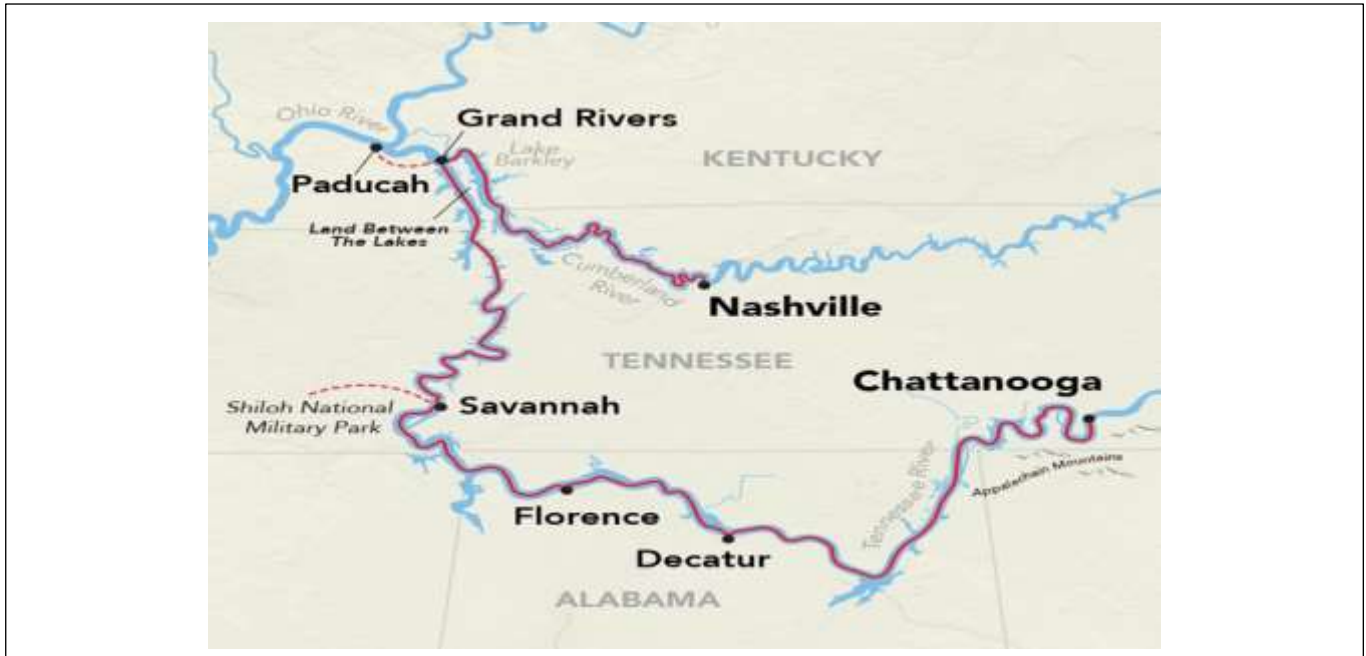 Ohio River
Grand Rivers
Lake
Barkley
KENTUCKY
Paducah
Land Between
The Lakes
Cumberland
River
Nashville
TENNESSEE
Chattanooga
Shiloh National
Military Park
Savannah
Tennessee River
Appalachain Mountains
Florence
Decatur
ALABAMA